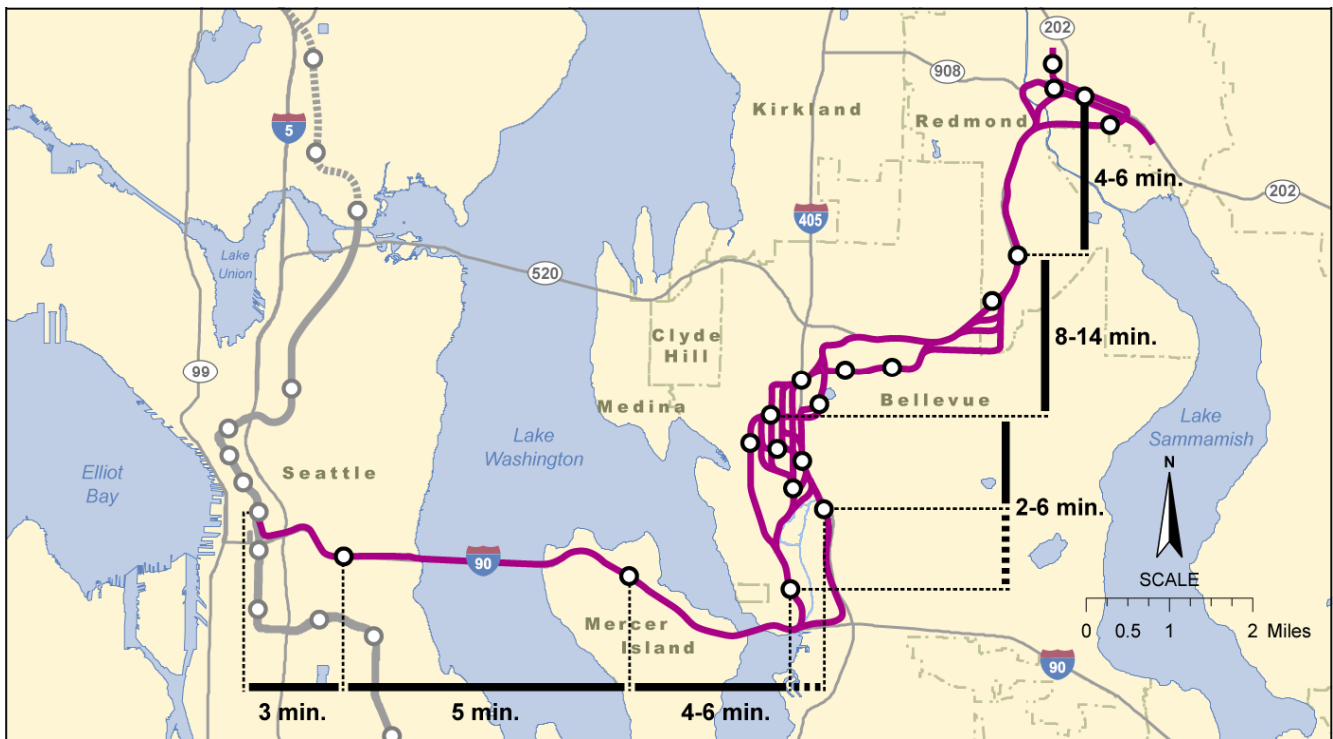 202
908
Kirkland
Redmond
5
4-6 min.
202
405
Lake
Union
520
Clyde
Hill
8-14 min.
99
Medina
Bellevue
Lake
Sammamish
Lake
Washington
Elliot
Bay
Seattle
N
2-6 min.
90
SCALE
Mercer
Island
0 0.5 1 2 Miles
90
3 min.
5 min.
4-6 min.